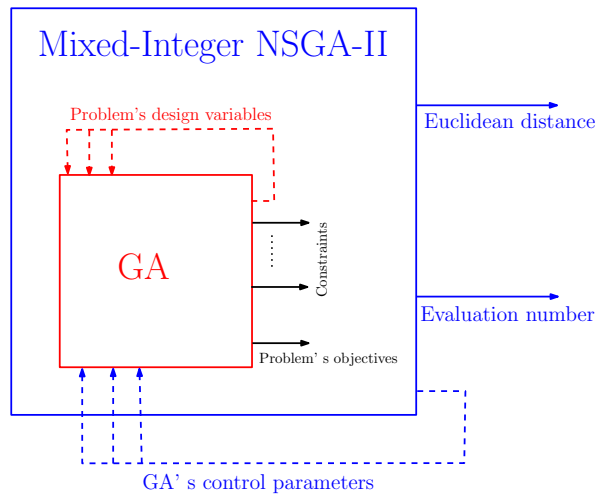 Mixed-Integer NSGA-II
Problem's design variables
Euclidean distance
GA
Constraints
Evaluation number
Problem' s objectives
GA' s control parameters